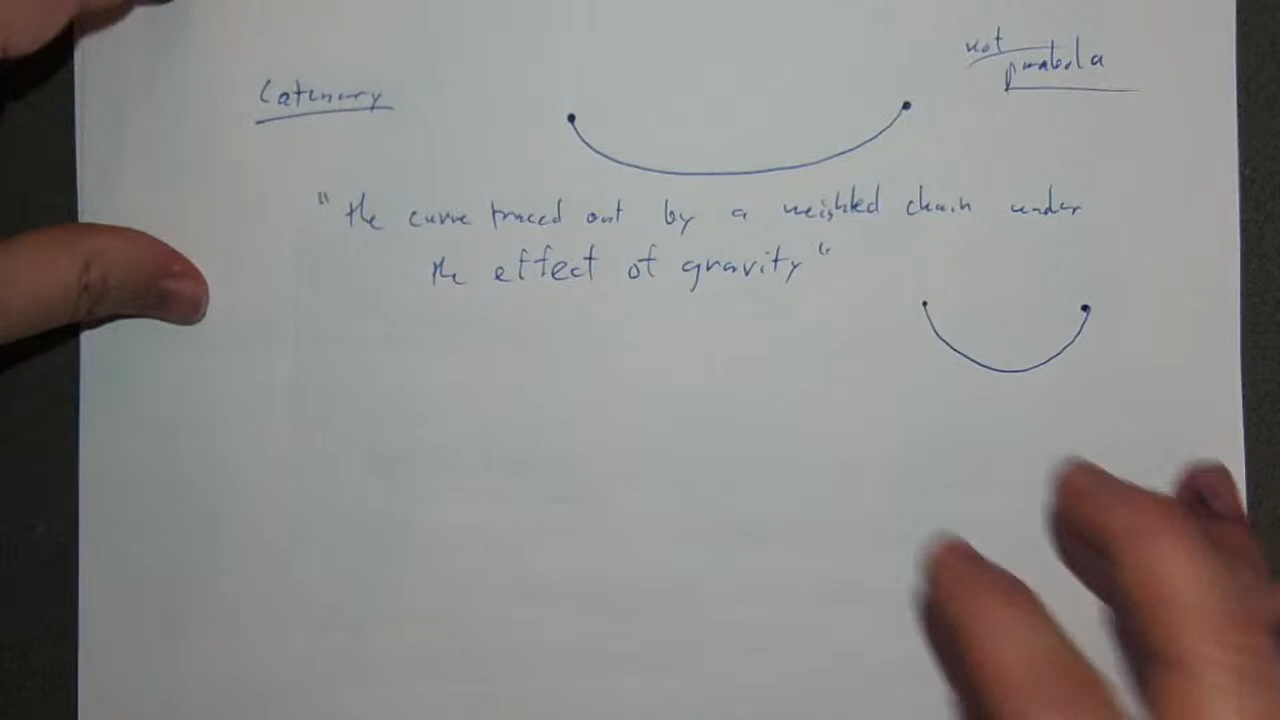 not
parabola
Catenary
"the curve traced out by a weighted chain under
the effect of gravity"